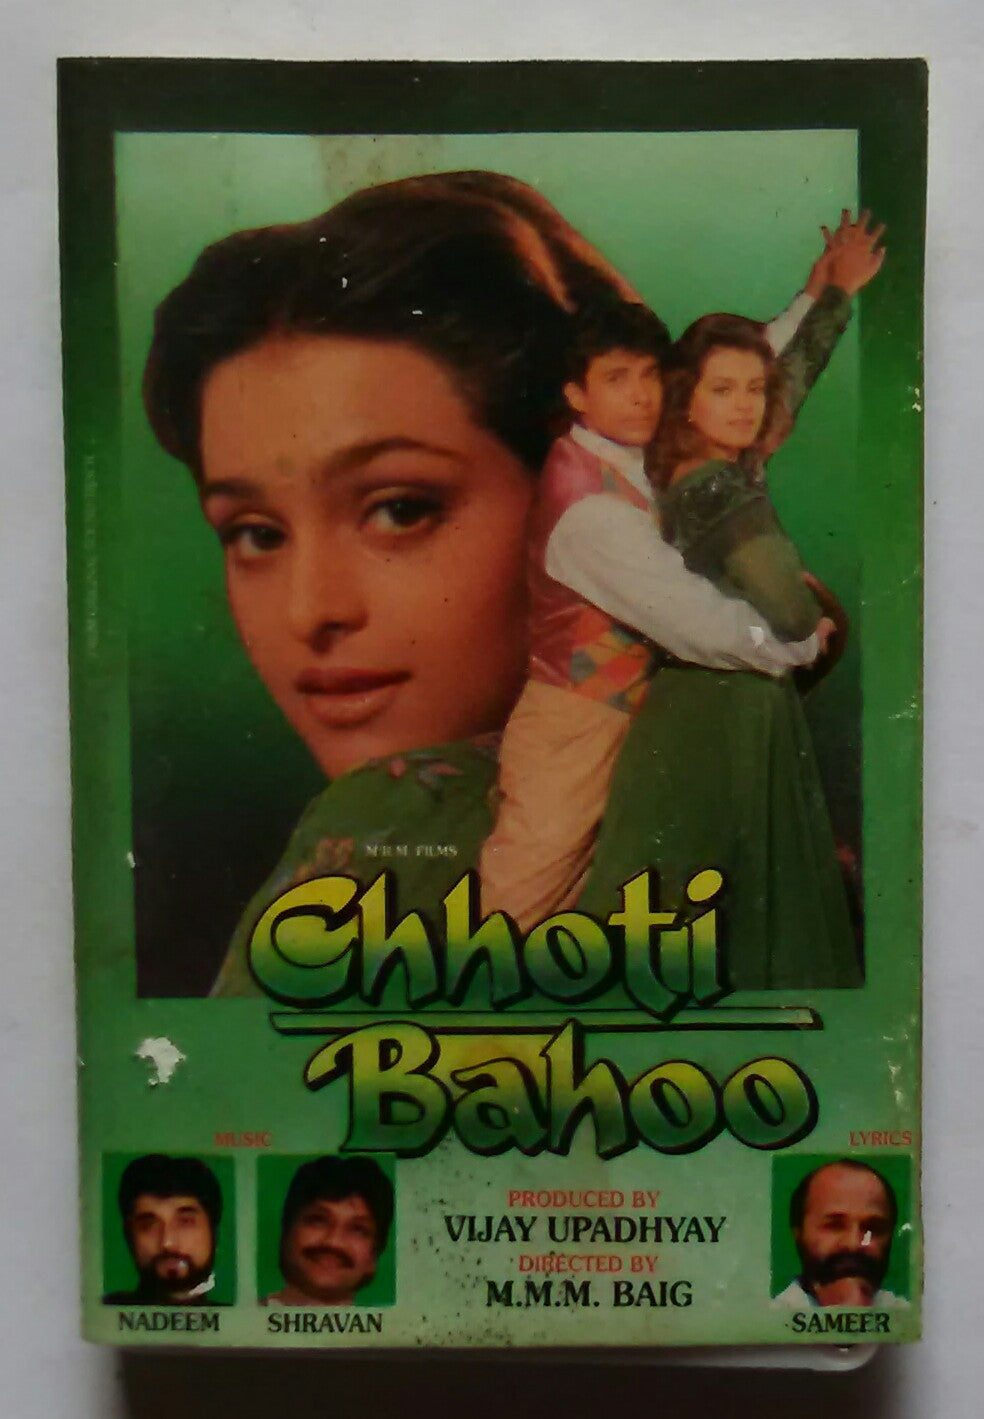 M.B.M. FILMS
Chhoti
Bahoo
MUSIC
LYRICS
PRODUCED BY
VIJAY UPADHYAY
DIRECTED BY
M.M.M. BAIG
NADEEM
SHRAVAN
SAMEER